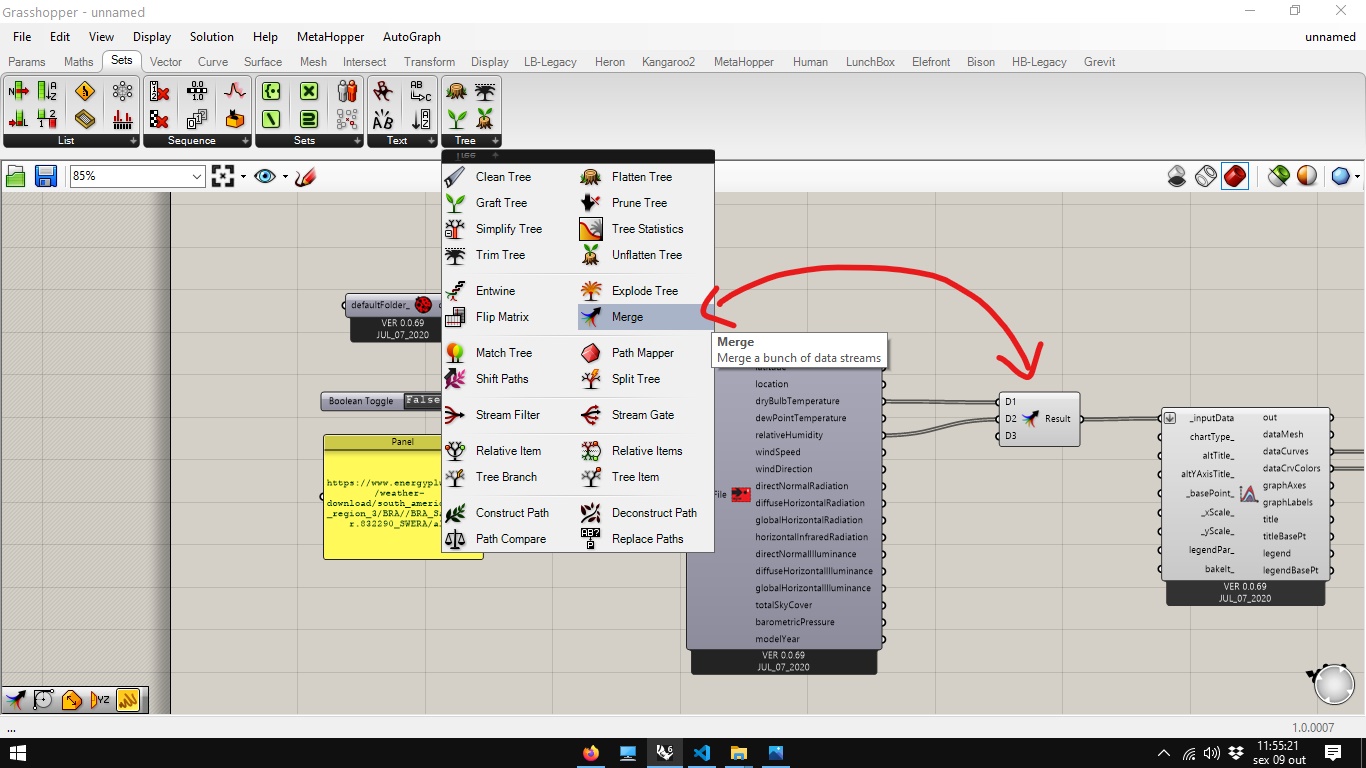 Grasshopper - unnamed
File Edit View Display Solution Help MetaHopper AutoGraph unnamed
Params Maths Sets Vector Curve Surface Mesh Intersect Transform Display LB-Legacy Heron Kangaroo2 MetaHopper Human LunchBox Elefront Bison HB-Legacy Grevit
List Sequence Sets Text Tree
Tree
85%
Clean Tree Flatten Tree
Graft Tree Prune Tree
Simplify Tree Tree Statistics
Trim Tree Unflatten Tree
Entwine Explode Tree
Flip Matrix Merge
Match Tree Path Mapper
Shift Paths Split Tree
Stream Filter Stream Gate
Relative Item Relative Items
Tree Branch Tree Item
Construct Path Deconstruct Path
Path Compare Replace Paths
Merge
Merge a bunch of data streams
defaultFolder_
VER 0.0.69
JUL_07_2020
Boolean Toggle False
Panel
https://www.energyplu
/weather-
download/south_ameri
_region_3/BRA//BRA_Sa
r.832290_SWERA/a
File
latitude
location
dryBulbTemperature
dewPointTemperature
relativeHumidity
windSpeed
windDirection
directNormalRadiation
diffuseHorizontalRadiation
globalHorizontalRadiation
horizontalInfraredRadiation
directNormalIlluminance
diffuseHorizontalIlluminance
globalHorizontalIlluminance
totalSkyCover
barometricPressure
modelYear
VER 0.0.69
JUL_07_2020
D1
D2 Result
D3
_inputData out
chartType_ dataMesh
altTitle_ dataCurves
altYAxisTitle_ dataCrvColors
_basePoint_ graphAxes
_xScale_ graphLabels
_yScale_ title
legendPar_ titleBasePt
bakeIt_ legend
legendBasePt
VER 0.0.69
JUL_07_2020
YZ
... 1.0.0007
11:55:21
sex 09 out